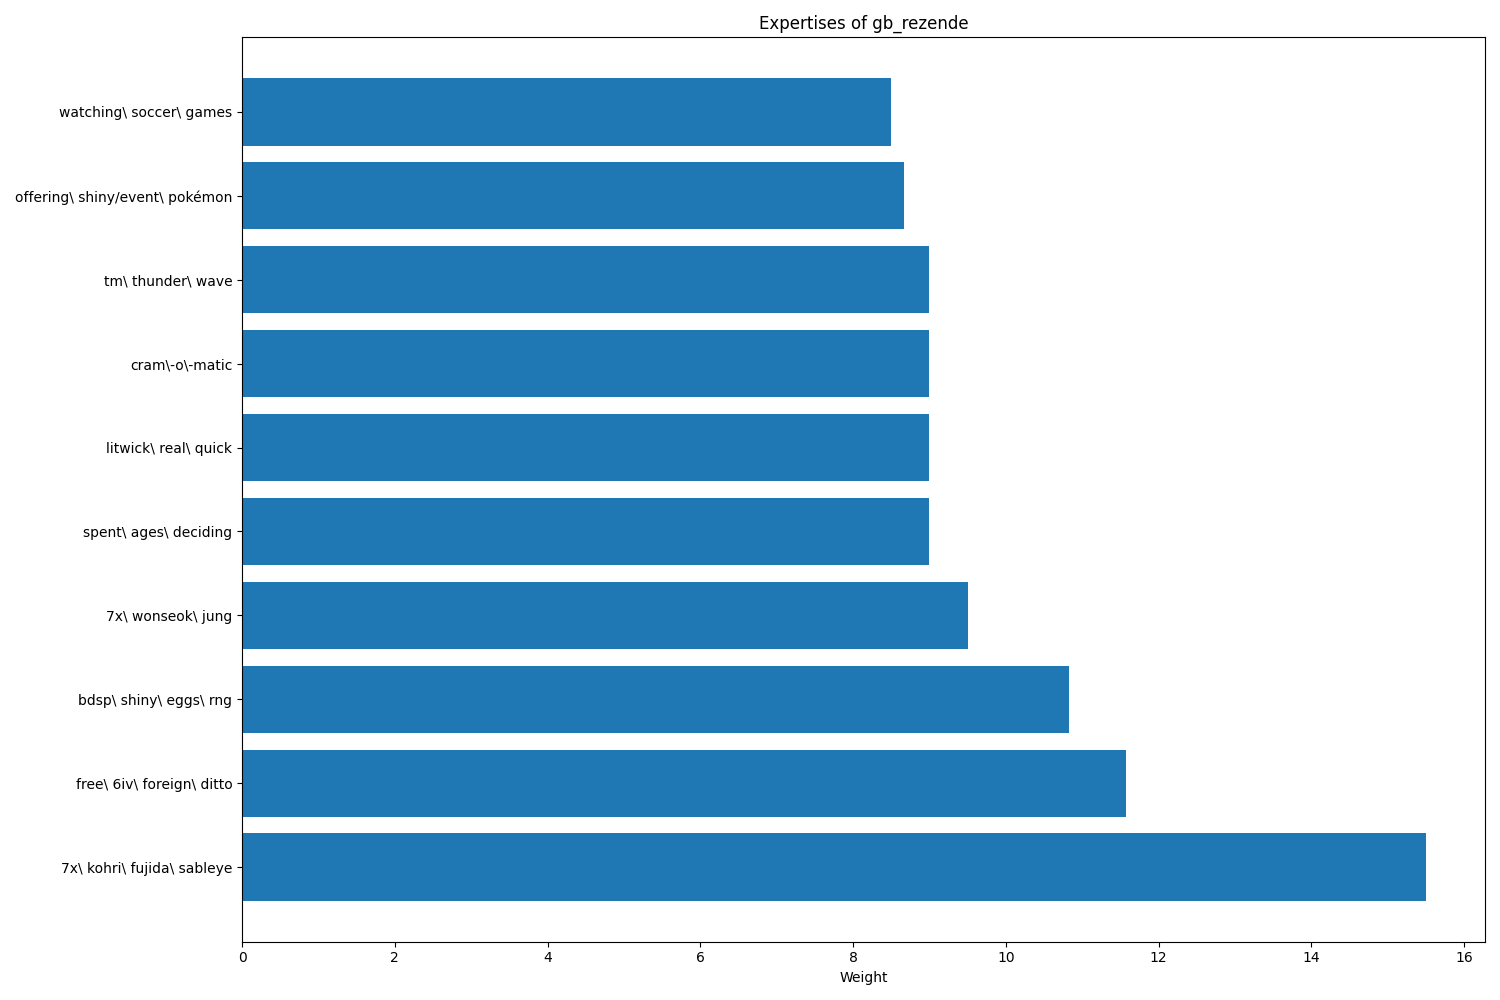 Expertises of gb_rezende
watching\ soccer\ games
offering\ shiny/event\ pokémon
tm\ thunder\ wave
cram\-o\-matic
litwick\ real\ quick
spent\ ages\ deciding
7x\ wonseok\ jung
bdsp\ shiny\ eggs\ rng
free\ 6iv\ foreign\ ditto
7x\ kohri\ fujida\ sableye
0 2 4 6 8 10 12 14 16
Weight